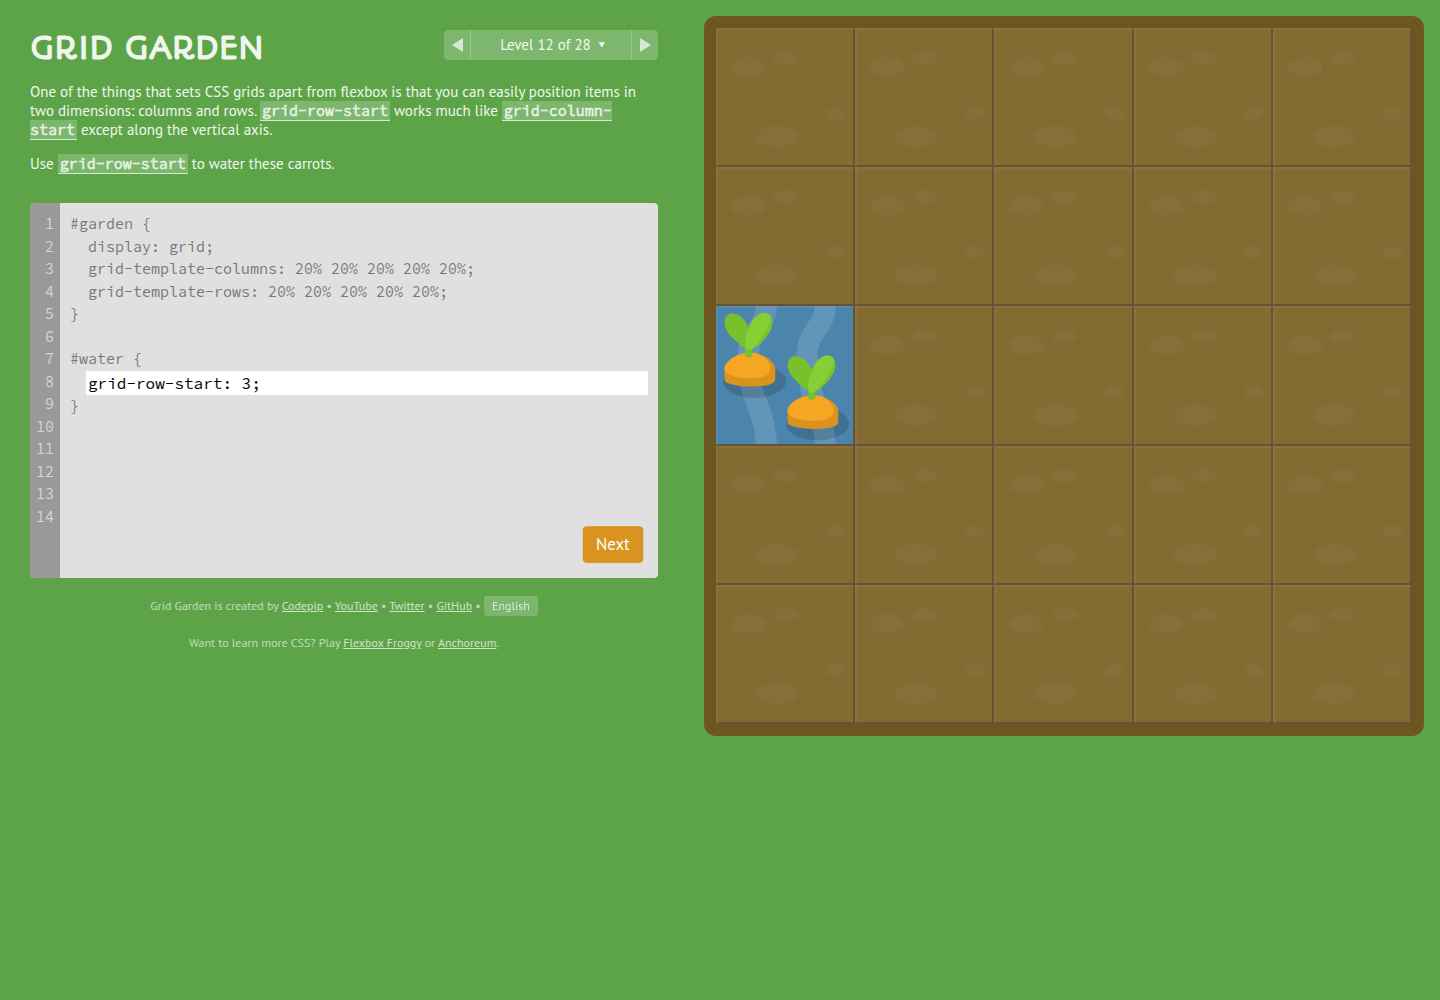 GRID GARDEN
Level 12 of 28 ▼
One of the things that sets CSS grids apart from flexbox is that you can easily position items in
two dimensions: columns and rows. grid-row-start works much like grid-column-
start except along the vertical axis.
Use grid-row-start to water these carrots.
1 #garden {
2 display: grid;
3 grid-template-columns: 20% 20% 20% 20% 20%;
4 grid-template-rows: 20% 20% 20% 20% 20%;
5 }
6
7 #water {
8 grid-row-start: 3;
9 }
10
11
12
13
14
Next
Grid Garden is created by Codepip • YouTube • Twitter • GitHub • English
Want to learn more CSS? Play Flexbox Froggy or Anchoreum.